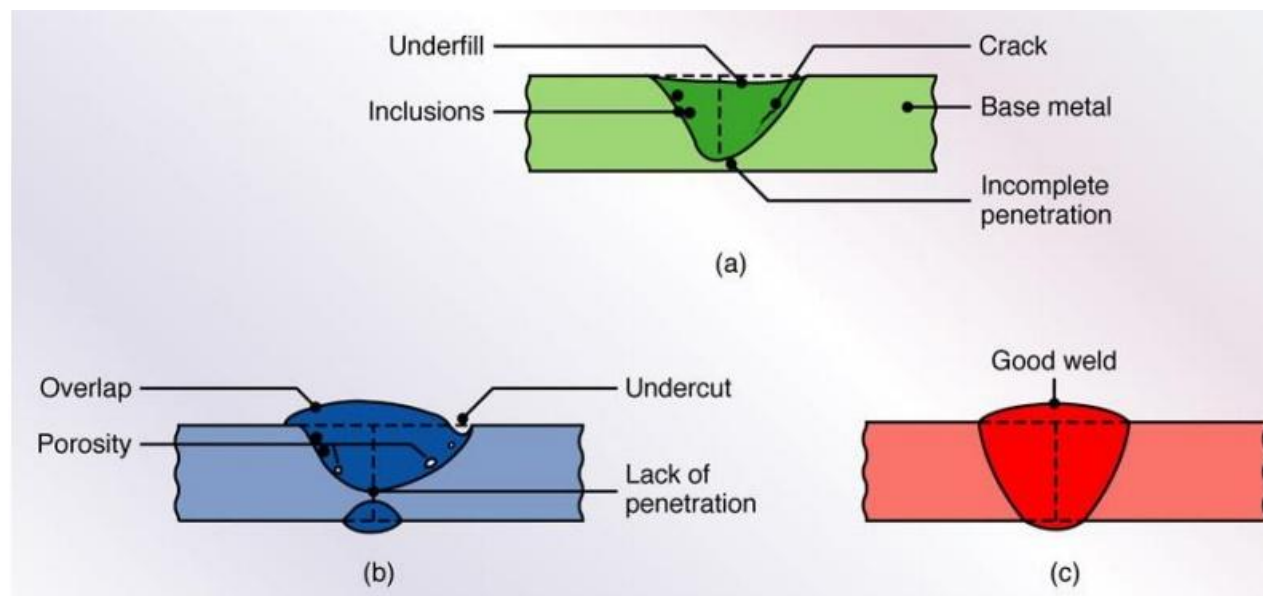 Underfill
Crack
Inclusions
Base metal
Incomplete
penetration
(a)
Good weld
Overlap
Undercut
Porosity
Lack of
penetration
(b)
(c)